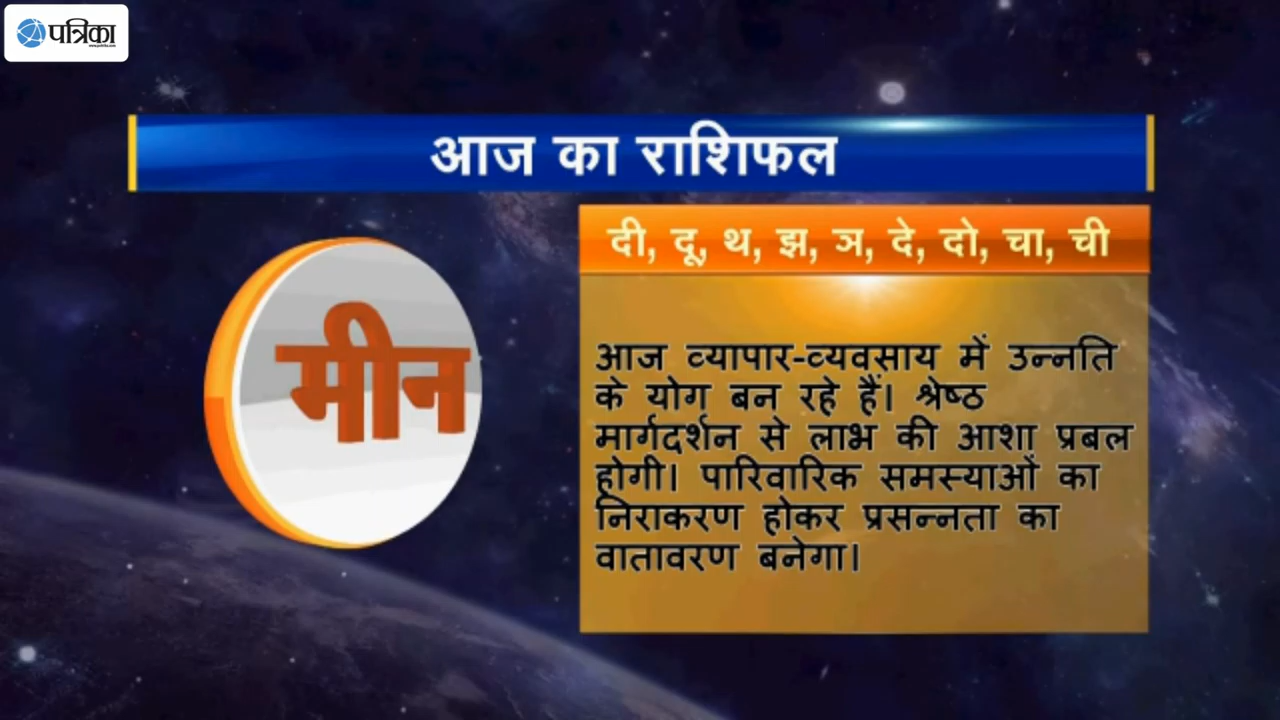 पत्रिका
आज का राशिफल
दी, दू, थ, झ, ञ, दे, दो, चा, ची
मीन
आज व्यापार-व्यवसाय में उन्नति
के योग बन रहे हैं। श्रेष्ठ
मार्गदर्शन से लाभ की आशा प्रबल
होगी। पारिवारिक समस्याओं का
निराकरण होकर प्रसन्नता का
वातावरण बनेगा।